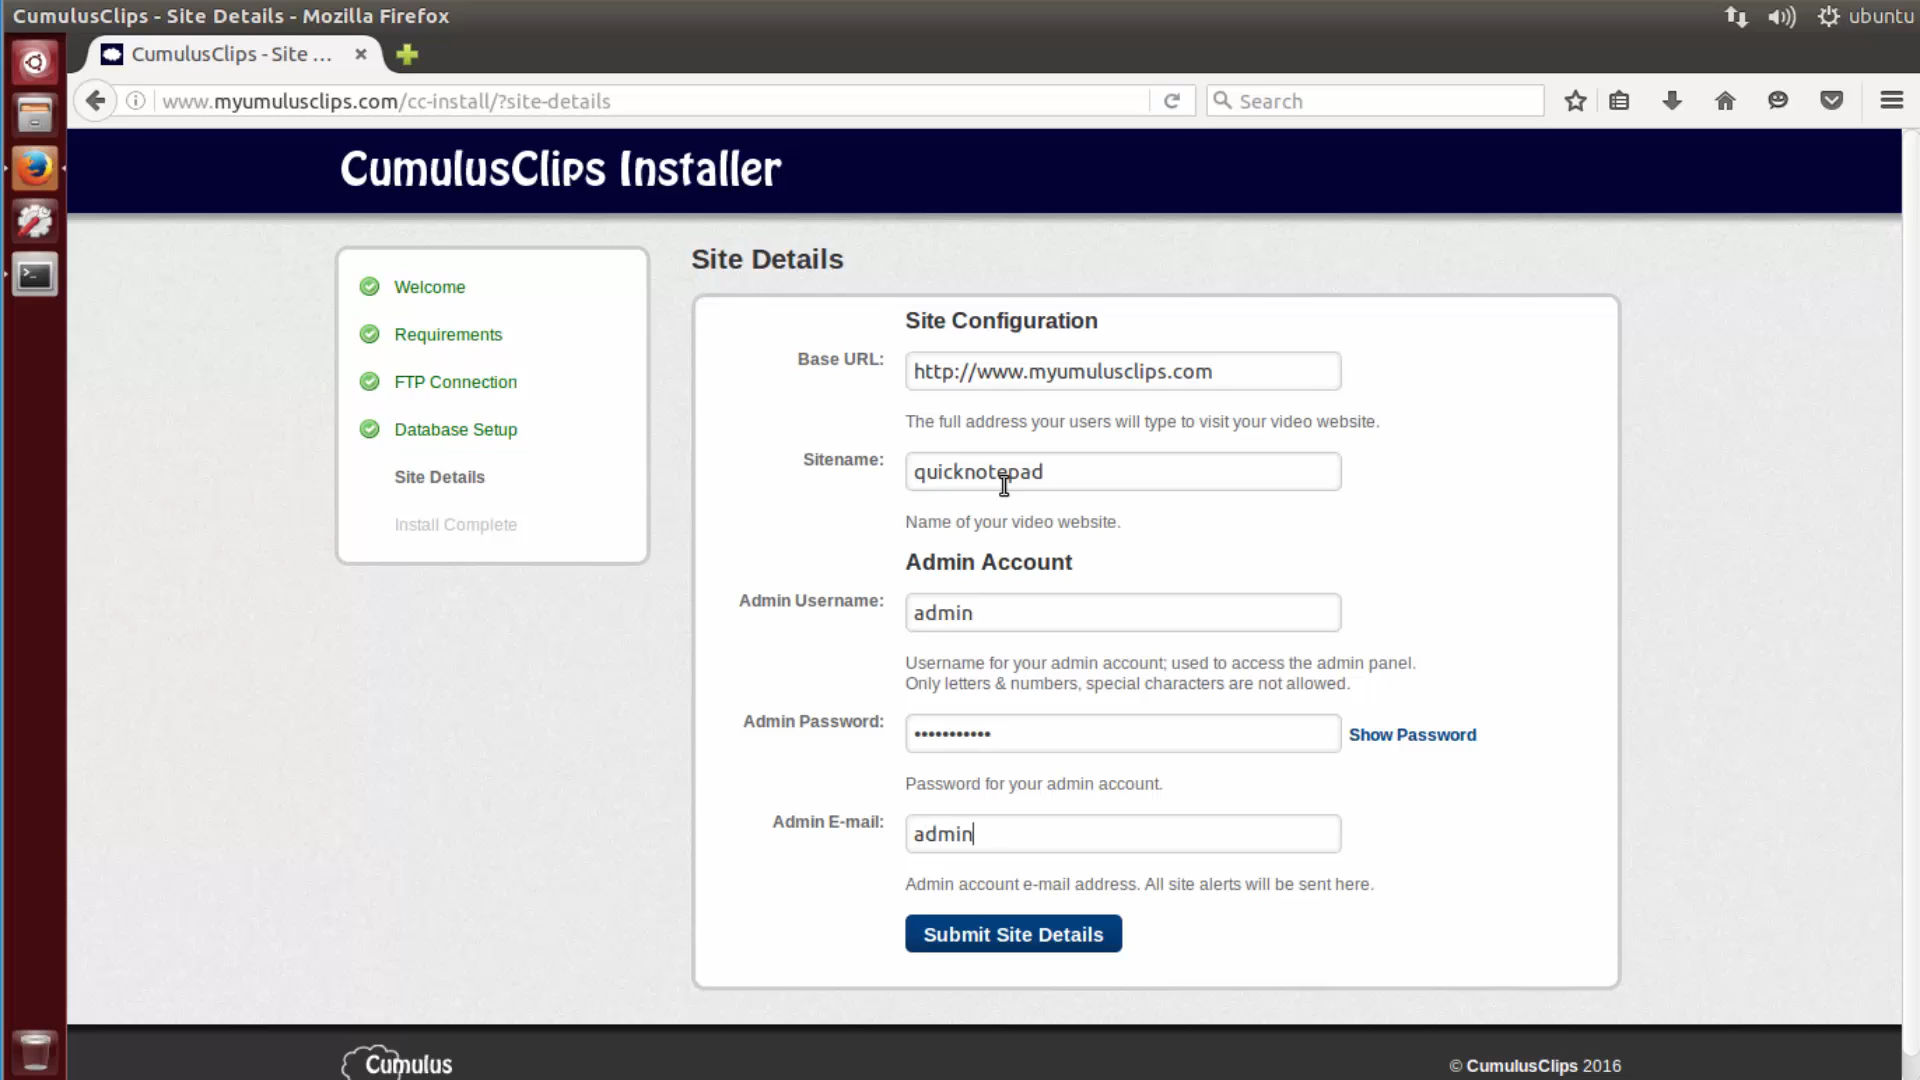 CumulusClips - Site Details - Mozilla Firefox
ubuntu
CumulusClips - Site ...
www.myumulusclips.com/cc-install/?site-details
Search
CumulusClips Installer
Welcome
Requirements
FTP Connection
Database Setup
Site Details
Install Complete
Site Details
Site Configuration
Base URL:
http://www.myumulusclips.com
The full address your users will type to visit your video website.
Sitename:
quicknotepad
Name of your video website.
Admin Account
Admin Username:
admin
Username for your admin account; used to access the admin panel.
Only letters & numbers, special characters are not allowed.
Admin Password:
•••••••••••
Show Password
Password for your admin account.
Admin E-mail:
admin
Admin account e-mail address. All site alerts will be sent here.
Submit Site Details
Cumulus
© CumulusClips 2016